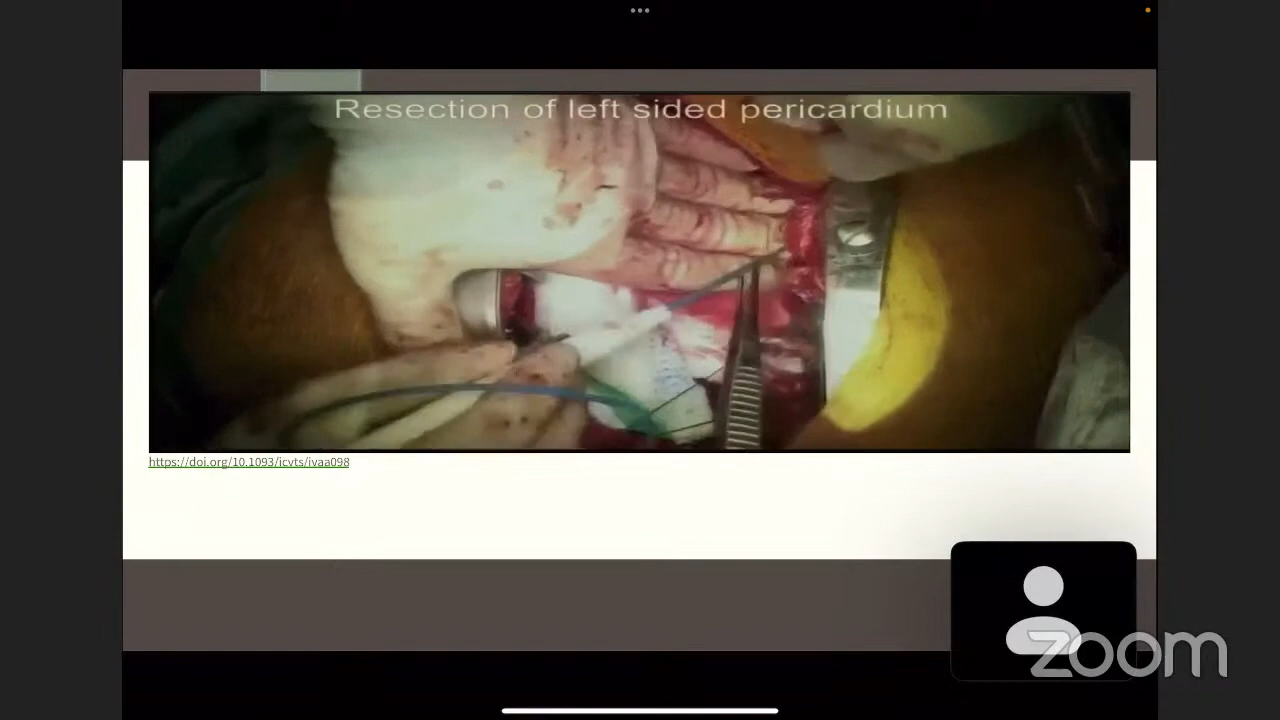 Resection of left sided pericardium
https://doi.org/10.1093/icvts/ivaa098
zoom